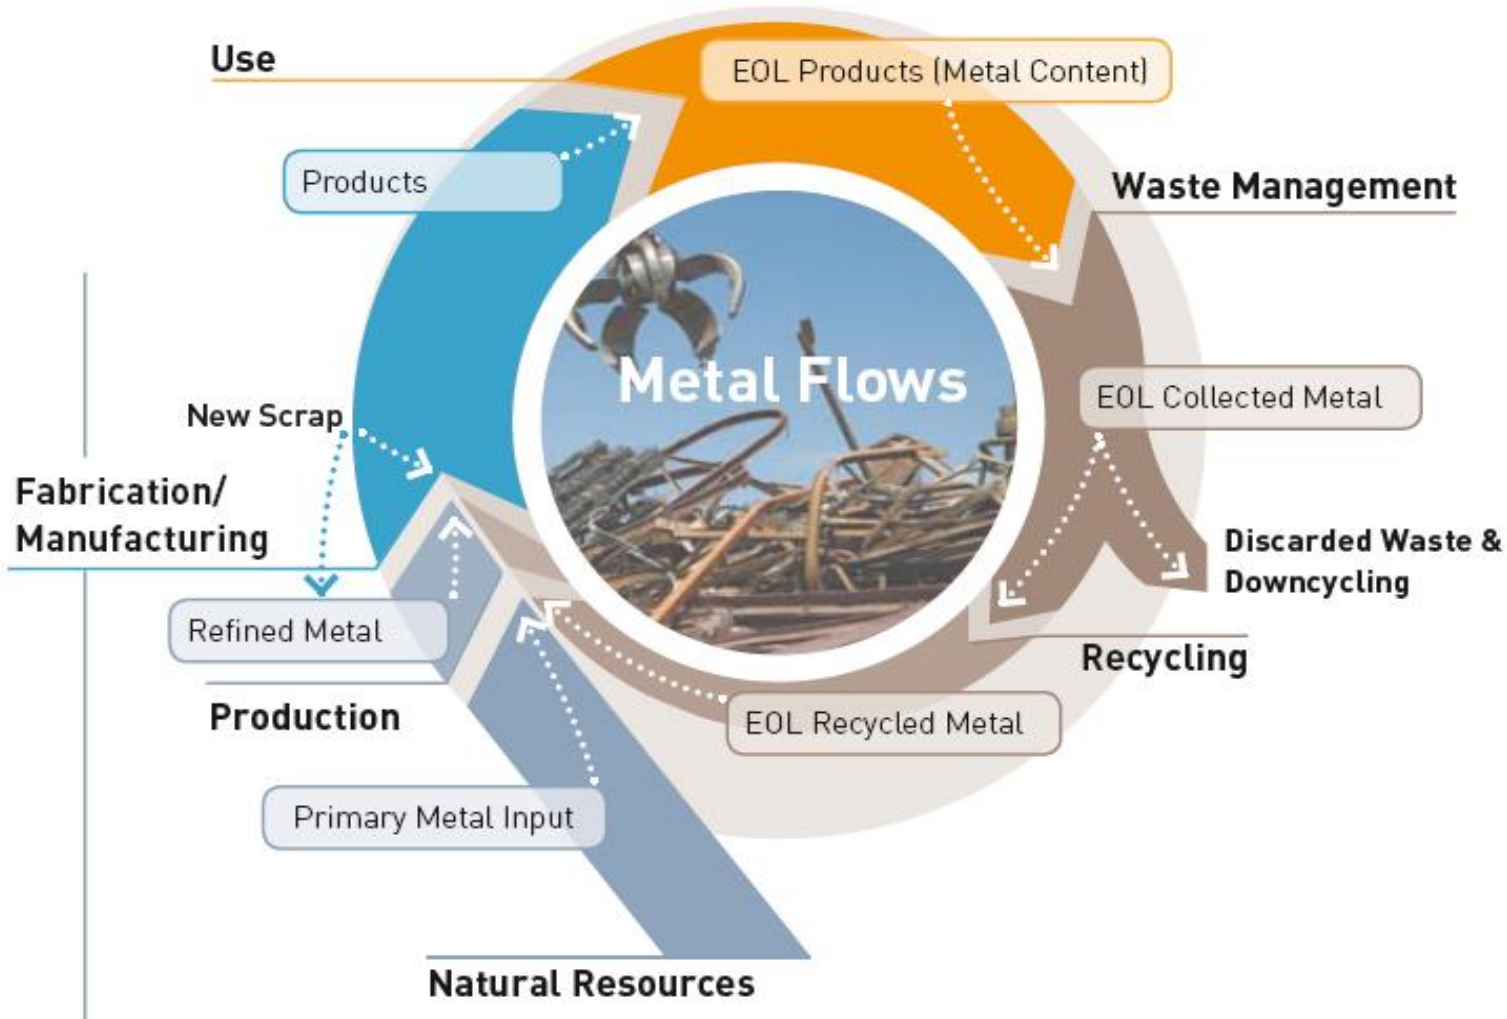 Use
EOL Products (Metal Content)
Products
Waste Management
Metal Flows
EOL Collected Metal
New Scrap
Fabrication/
Manufacturing
Discarded Waste &
Downcycling
Refined Metal
Recycling
Production
EOL Recycled Metal
Primary Metal Input
Natural Resources